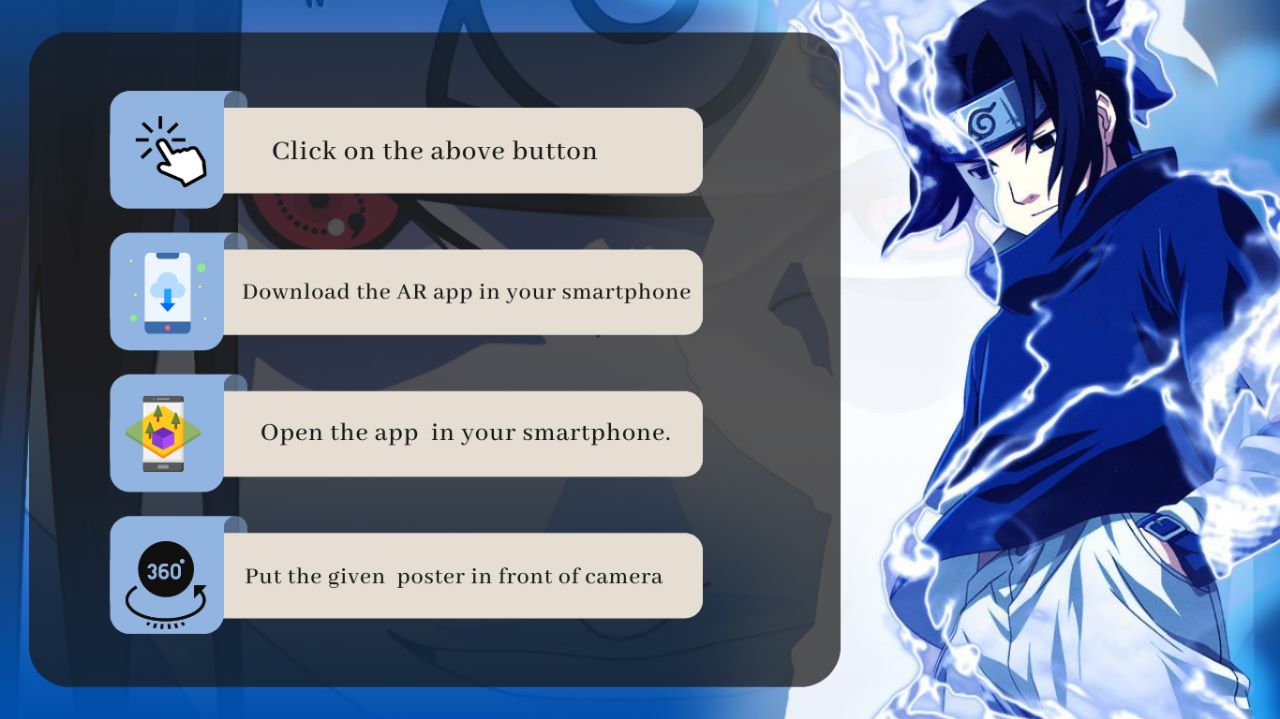 Click on the above button
Download the AR app in your smartphone
Open the app  in your smartphone.
360°
Put the given  poster in front of camera